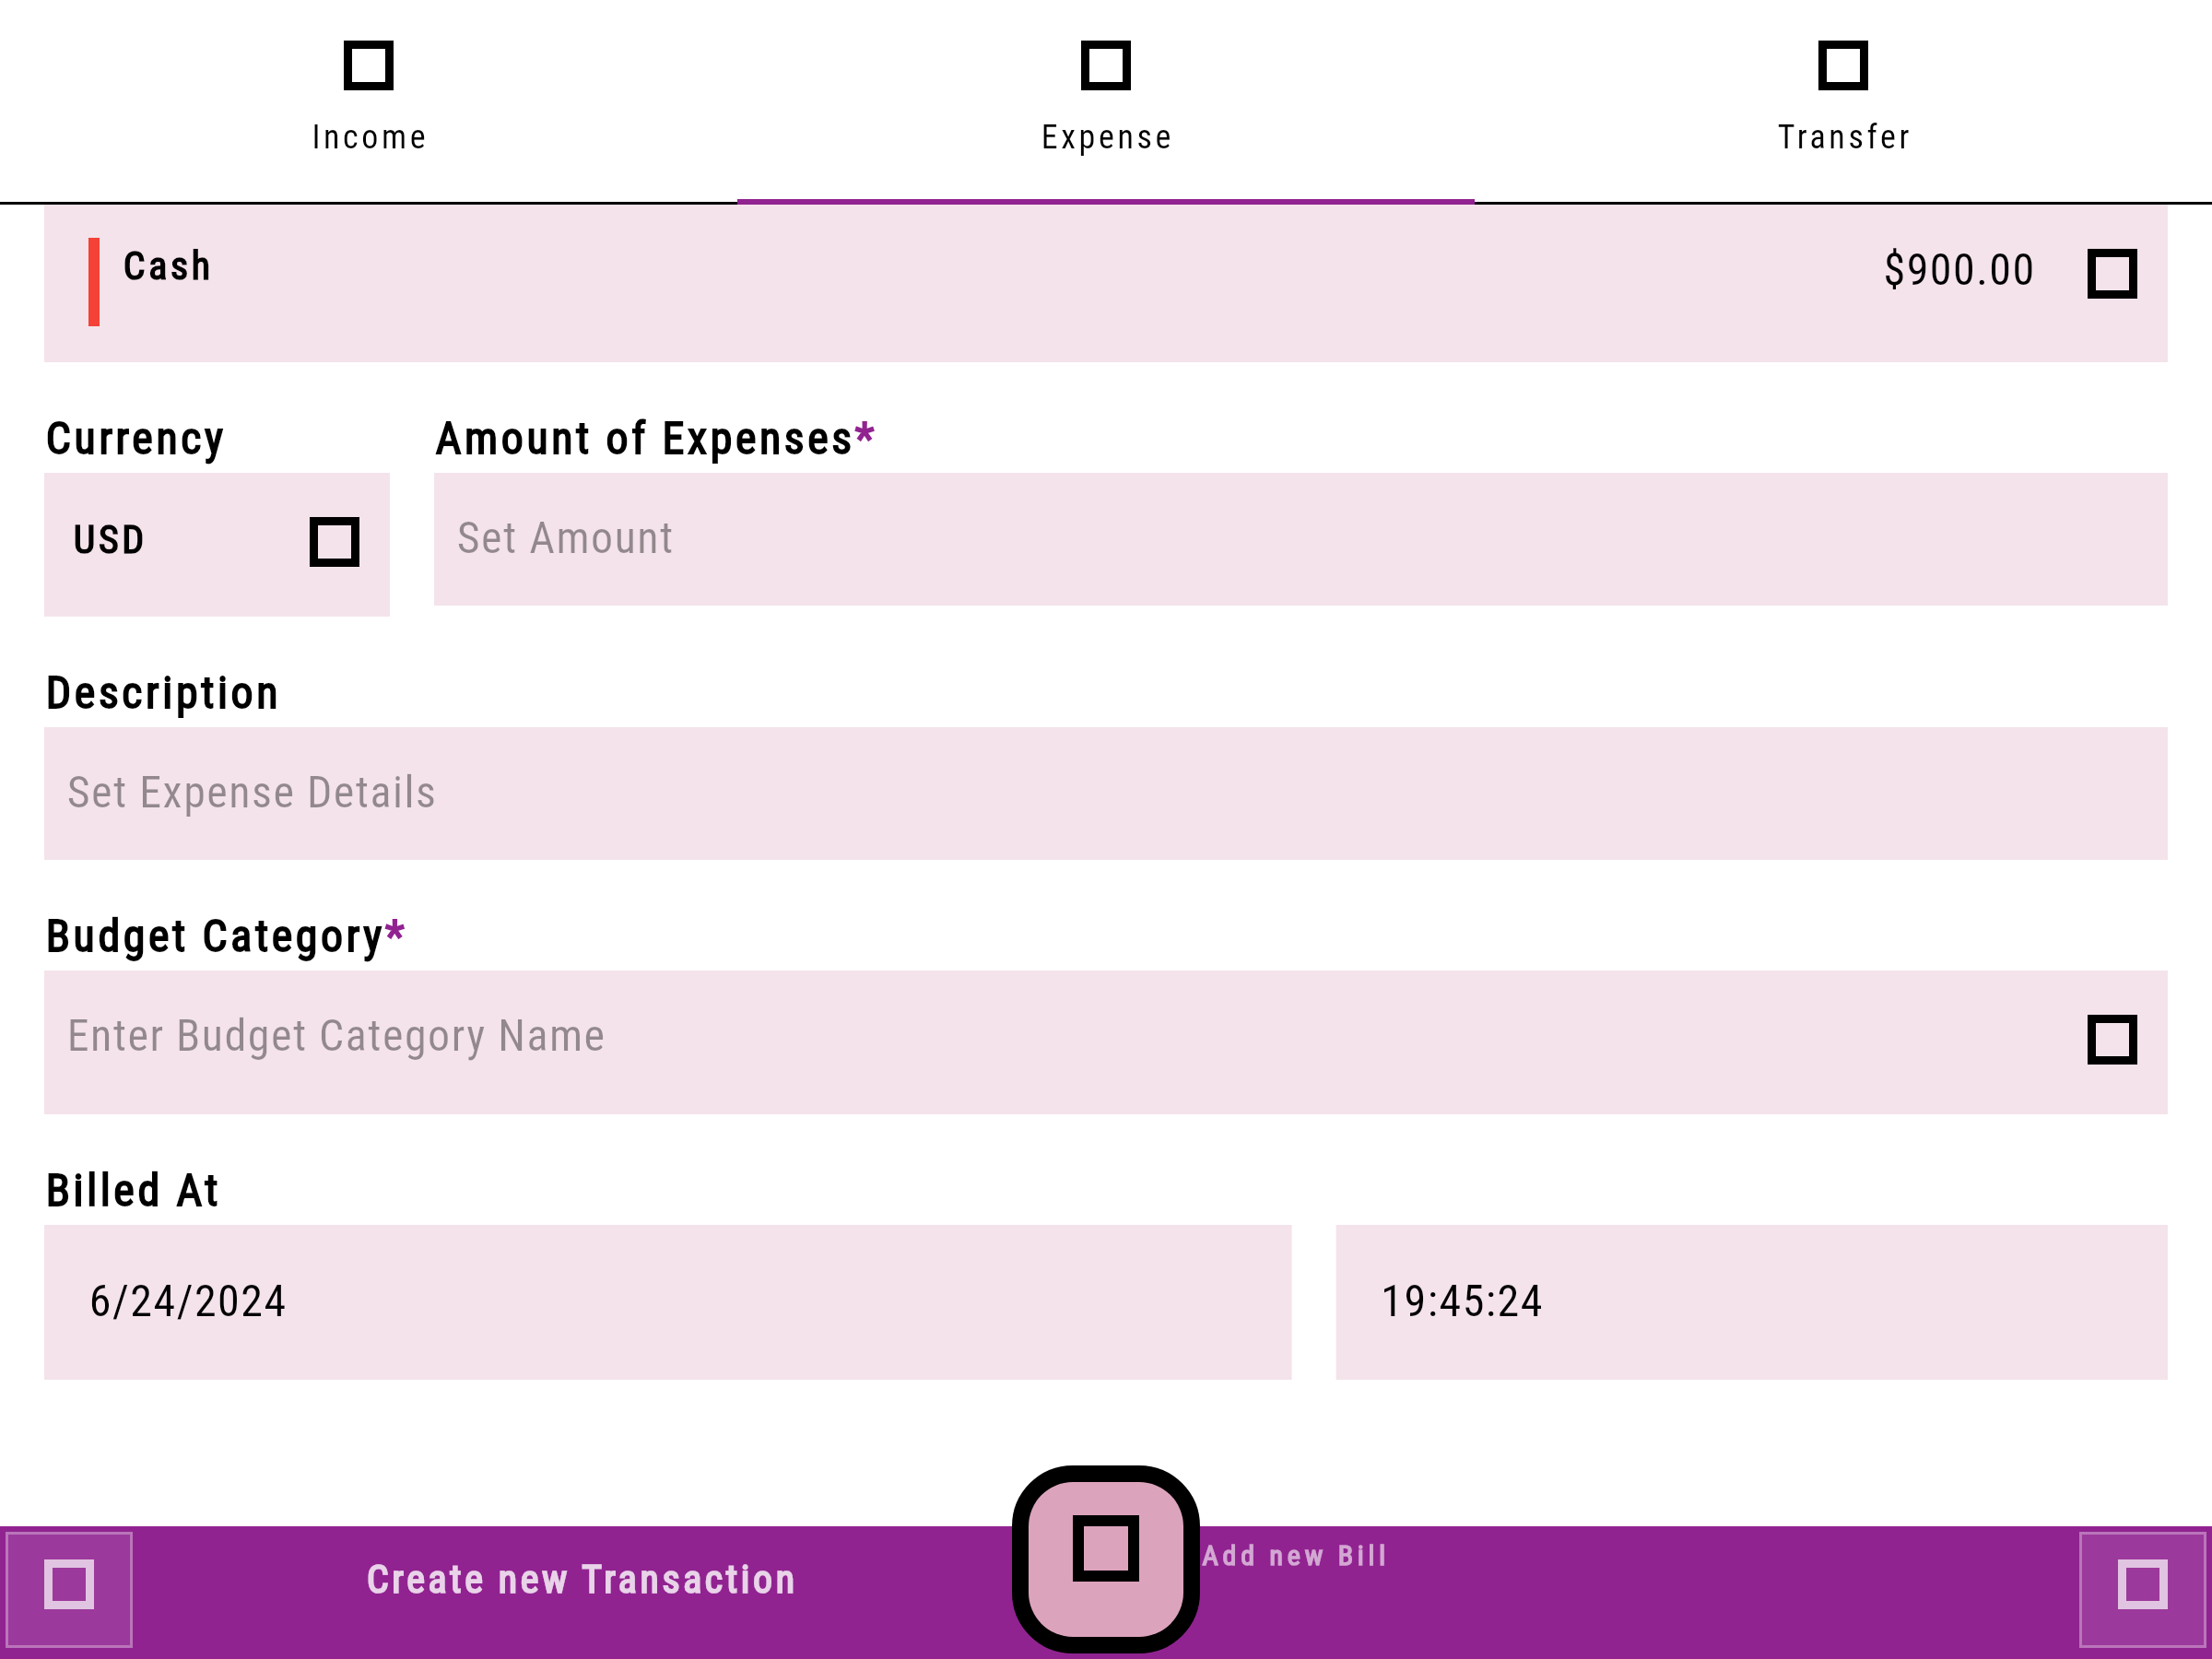 Income
Expense
Transfer
Cash
$900.00
Currency
Amount of Expenses*
USD
Set Amount
Description
Set Expense Details
Budget Category*
Enter Budget Category Name
Billed At
6/24/2024
19:45:24
Create new Transaction
Add new Bill